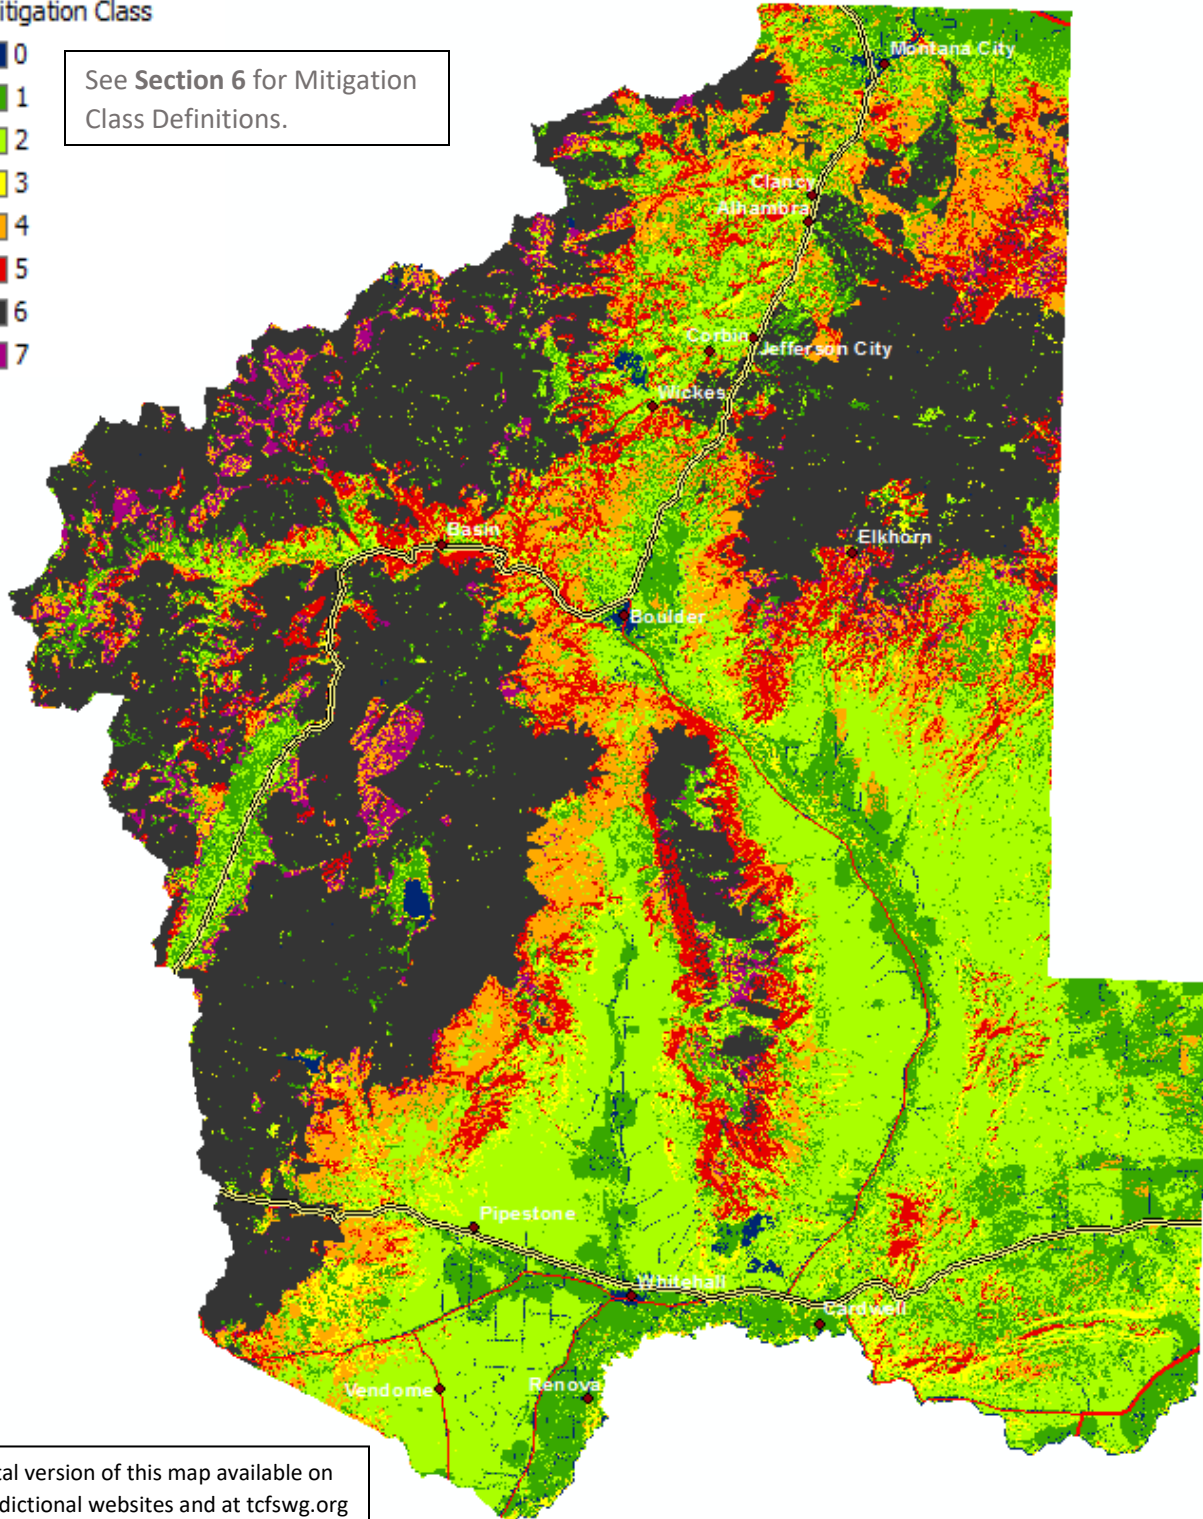 itigation Class
0
See Section 6 for Mitigation
Class Definitions.
1
2
3
4
5
6
7
Montana City
Clancy
Alhambra
Corbin
Jefferson City
Wickes
Basin
Elkhorn
Boulder
Pipestone
Whitehall
Cardwell
Vendome
Renova
tal version of this map available on
dictional websites and at tcfswg.org